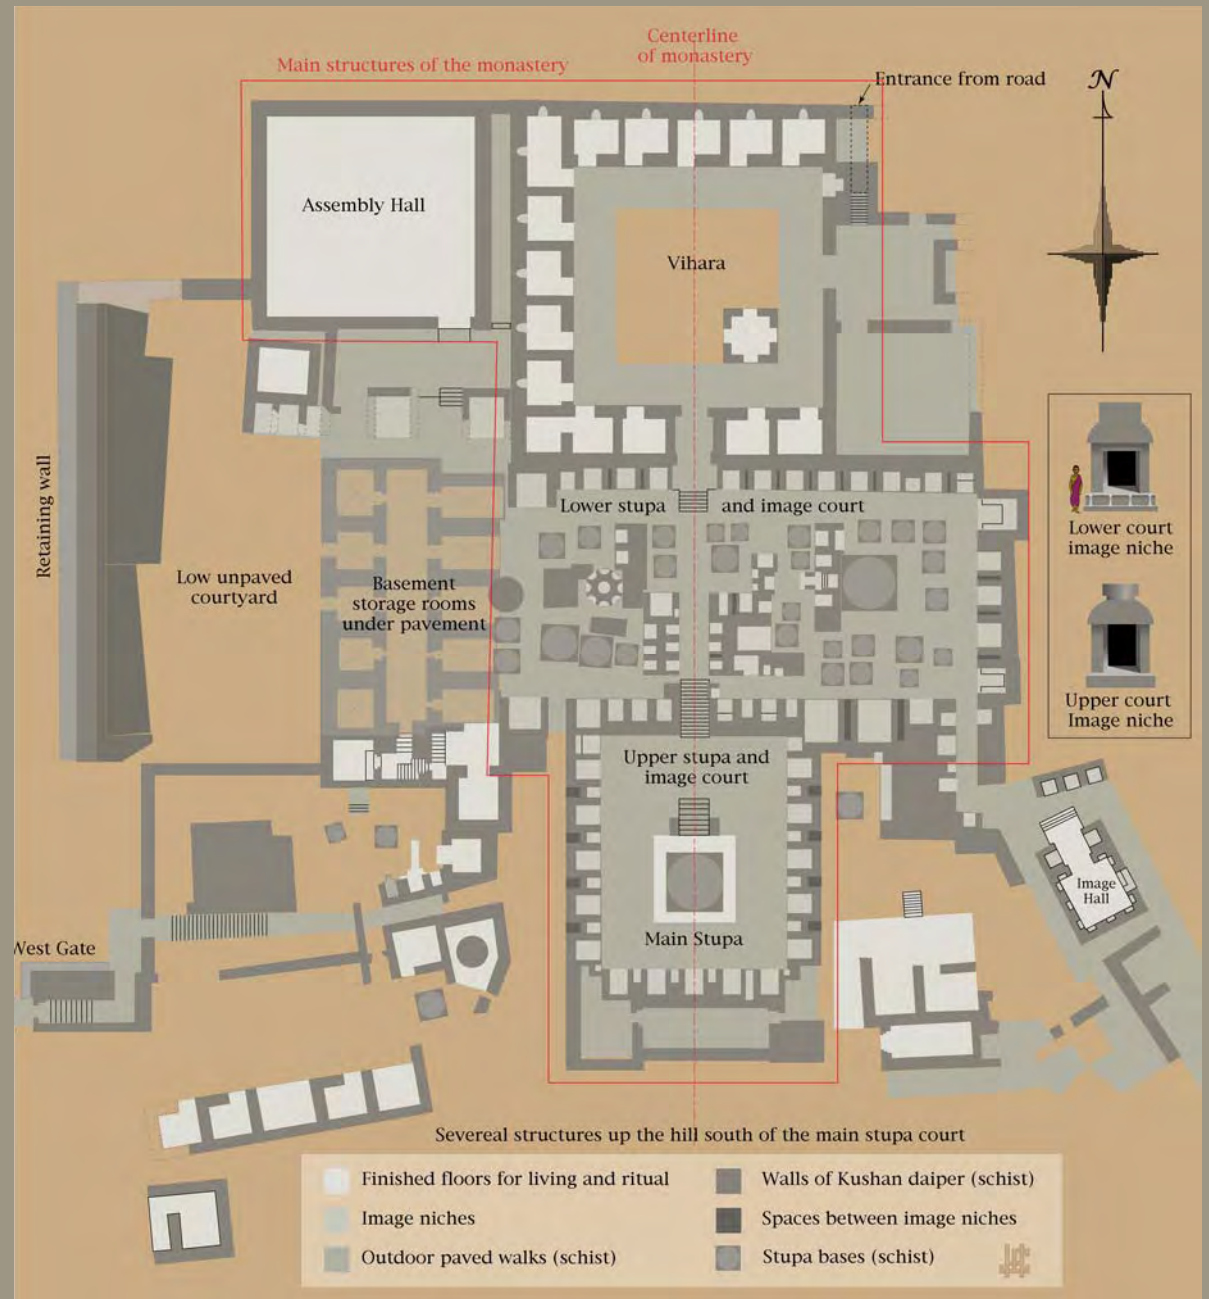 Centerline
of monastery
Main structures of the monastery
Entrance from road
N
Assembly Hall
Vihara
Retaining wall
Lower stupa and image court
Lower court
image niche
Low unpaved
courtyard
Basement
storage rooms
under pavement
Upper court
Image niche
Upper stupa and
image court
Image
Hall
Main Stupa
West Gate
Severeal structures up the hill south of the main stupa court
Finished floors for living and ritual
Image niches
Outdoor paved walks (schist)
Walls of Kushan daiper (schist)
Spaces between image niches
Stupa bases (schist)